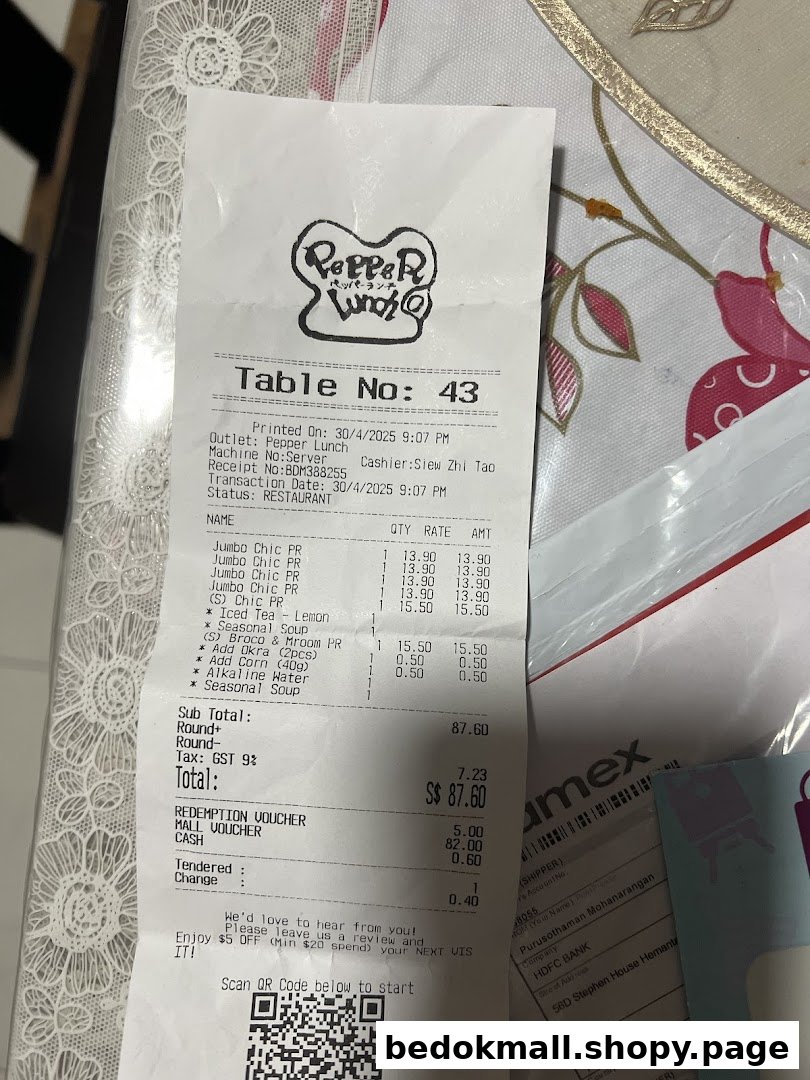 PePPeR
ペッパーランチ
Lunch
Table No: 43
Printed On: 30/4/2025 9:07 PM
Outlet: Pepper Lunch
Machine No:Server Cashier:Siew Zhi Tao
Receipt No:BDM388255
Transaction Date: 30/4/2025 9:07 PM
Status: RESTAURANT
NAME QTY RATE AMT
Jumbo Chic PR 1 13.90 13.90
Jumbo Chic PR 1 13.90 13.90
Jumbo Chic PR 1 13.90 13.90
Jumbo Chic PR 1 13.90 13.90
(S) Chic PR 1 15.50 15.50
* Iced Tea - Lemon 1
* Seasonal Soup 1
(S) Broco & Mroom PR 1 15.50 15.50
* Add Okra (2pcs) 1 0.50 0.50
* Add Corn (40g) 1 0.50 0.50
* Alkaline Water 1
* Seasonal Soup 1
Sub Total: 87.60
Round+
Round-
Tax: GST 9% 7.23
Total: S$ 87.60
REDEMPTION VOUCHER 5.00
MALL VOUCHER 82.00
CASH 0.60
Tendered : 1
Change : 0.40
We'd love to hear from you!
Please leave us a review and
Enjoy $5 OFF (Min $20 spend) your NEXT VIS
IT!
Scan QR Code below to start
amex
(SHIPPER)
Purusothaman Mohanarangan
Company
HDFC BANK
56D Stephen House Hemanta
bedokmall.shopy.page